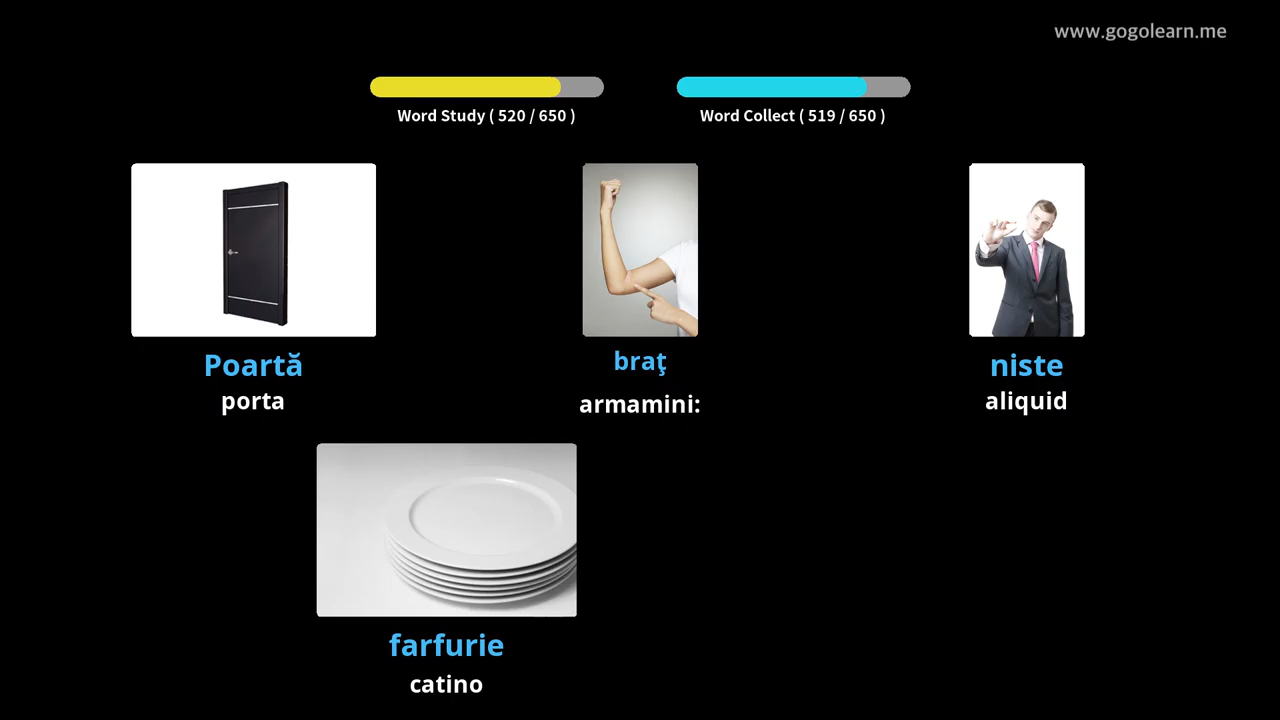 www.gogolearn.me
Word Study ( 520 / 650 )
Word Collect ( 519 / 650 )
Poartă
porta
braţ
armamini:
niste
aliquid
farfurie
catino